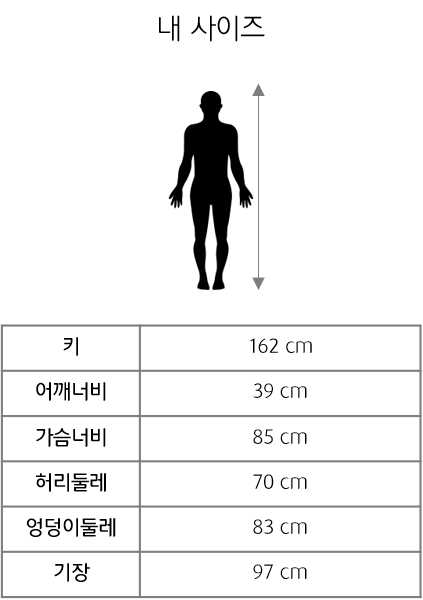 내 사이즈
키 162 cm
어깨너비 39 cm
가슴너비 85 cm
허리둘레 70 cm
엉덩이둘레 83 cm
기장 97 cm